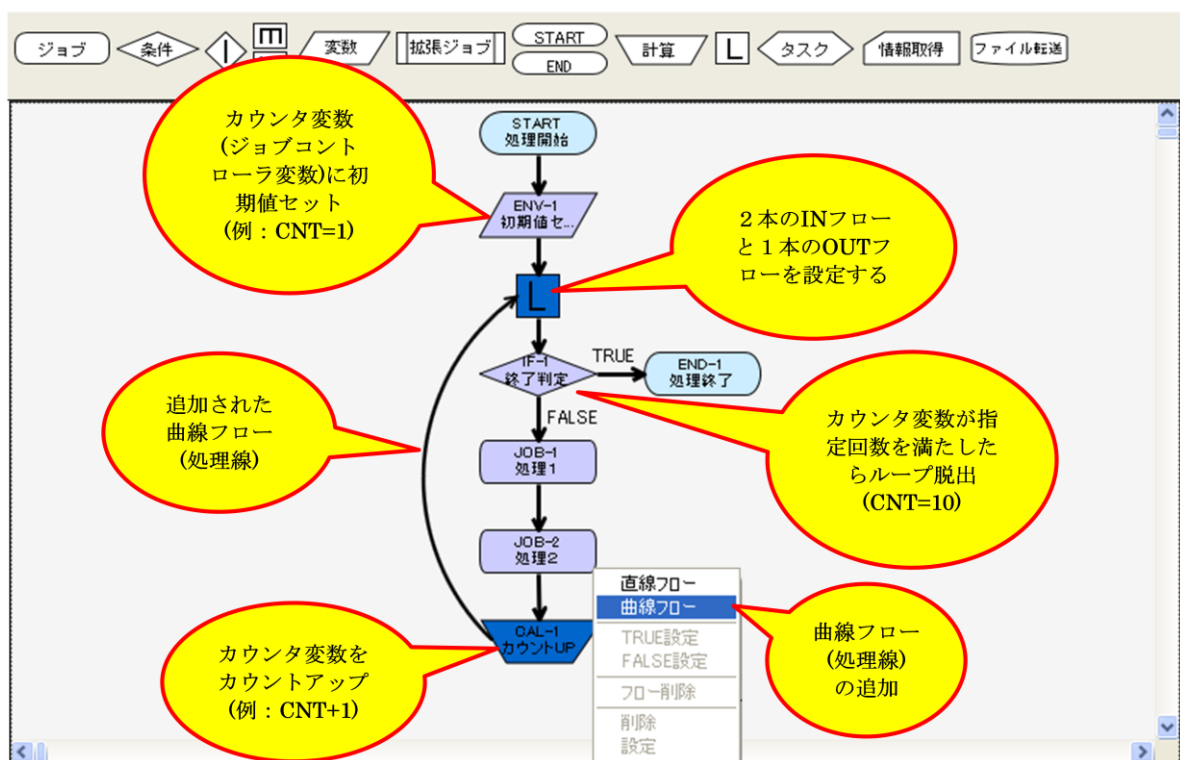 ジョブ
条件
I
m
変数
拡張ジョブ
START
END
計算
L
タスク
情報取得
ファイル転送
カウンタ変数
(ジョブコント
ローラ変数)に初
期値セット
(例：CNT=1)
START
処理開始
ENV-1
初期値セ...
２本のINフロー
と１本のOUTフ
ローを設定する
L
IF-1
終了判定
TRUE
END-1
処理終了
FALSE
追加された
曲線フロー
(処理線)
カウンタ変数が指
定回数を満たした
らループ脱出
(CNT=10)
JOB-1
処理1
JOB-2
処理2
CAL-1
カウントUP
カウンタ変数を
カウントアップ
(例：CNT+1)
直線フロー
曲線フロー
TRUE設定
FALSE設定
フロー削除
削除
設定
曲線フロー
(処理線)
の追加